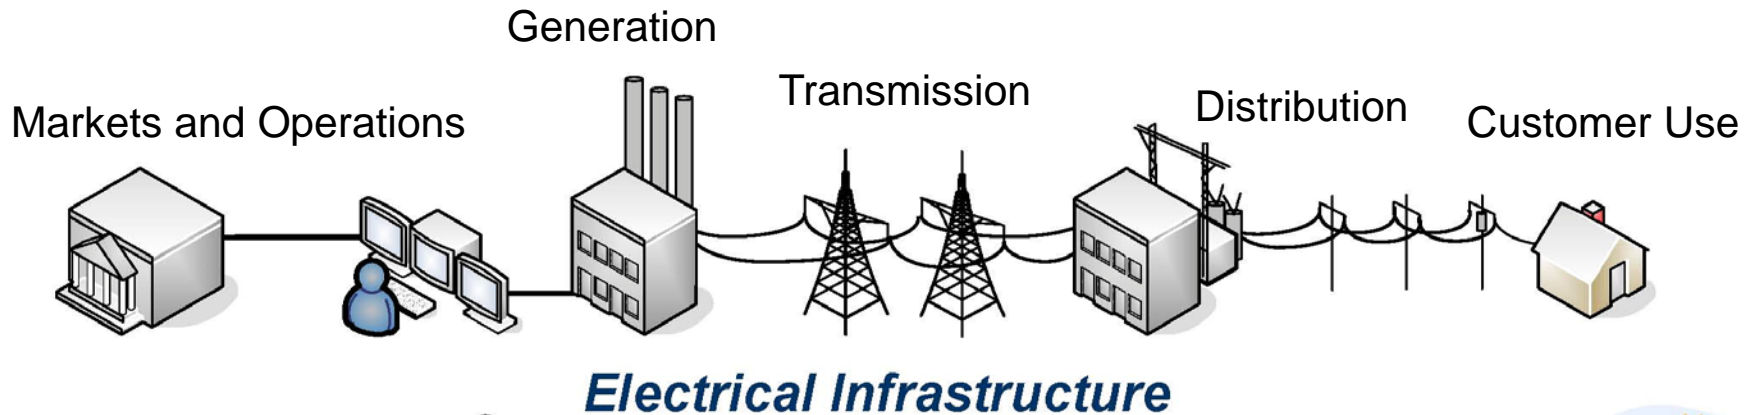 Generation
Transmission
Distribution
Markets and Operations
Customer Use
Electrical Infrastructure